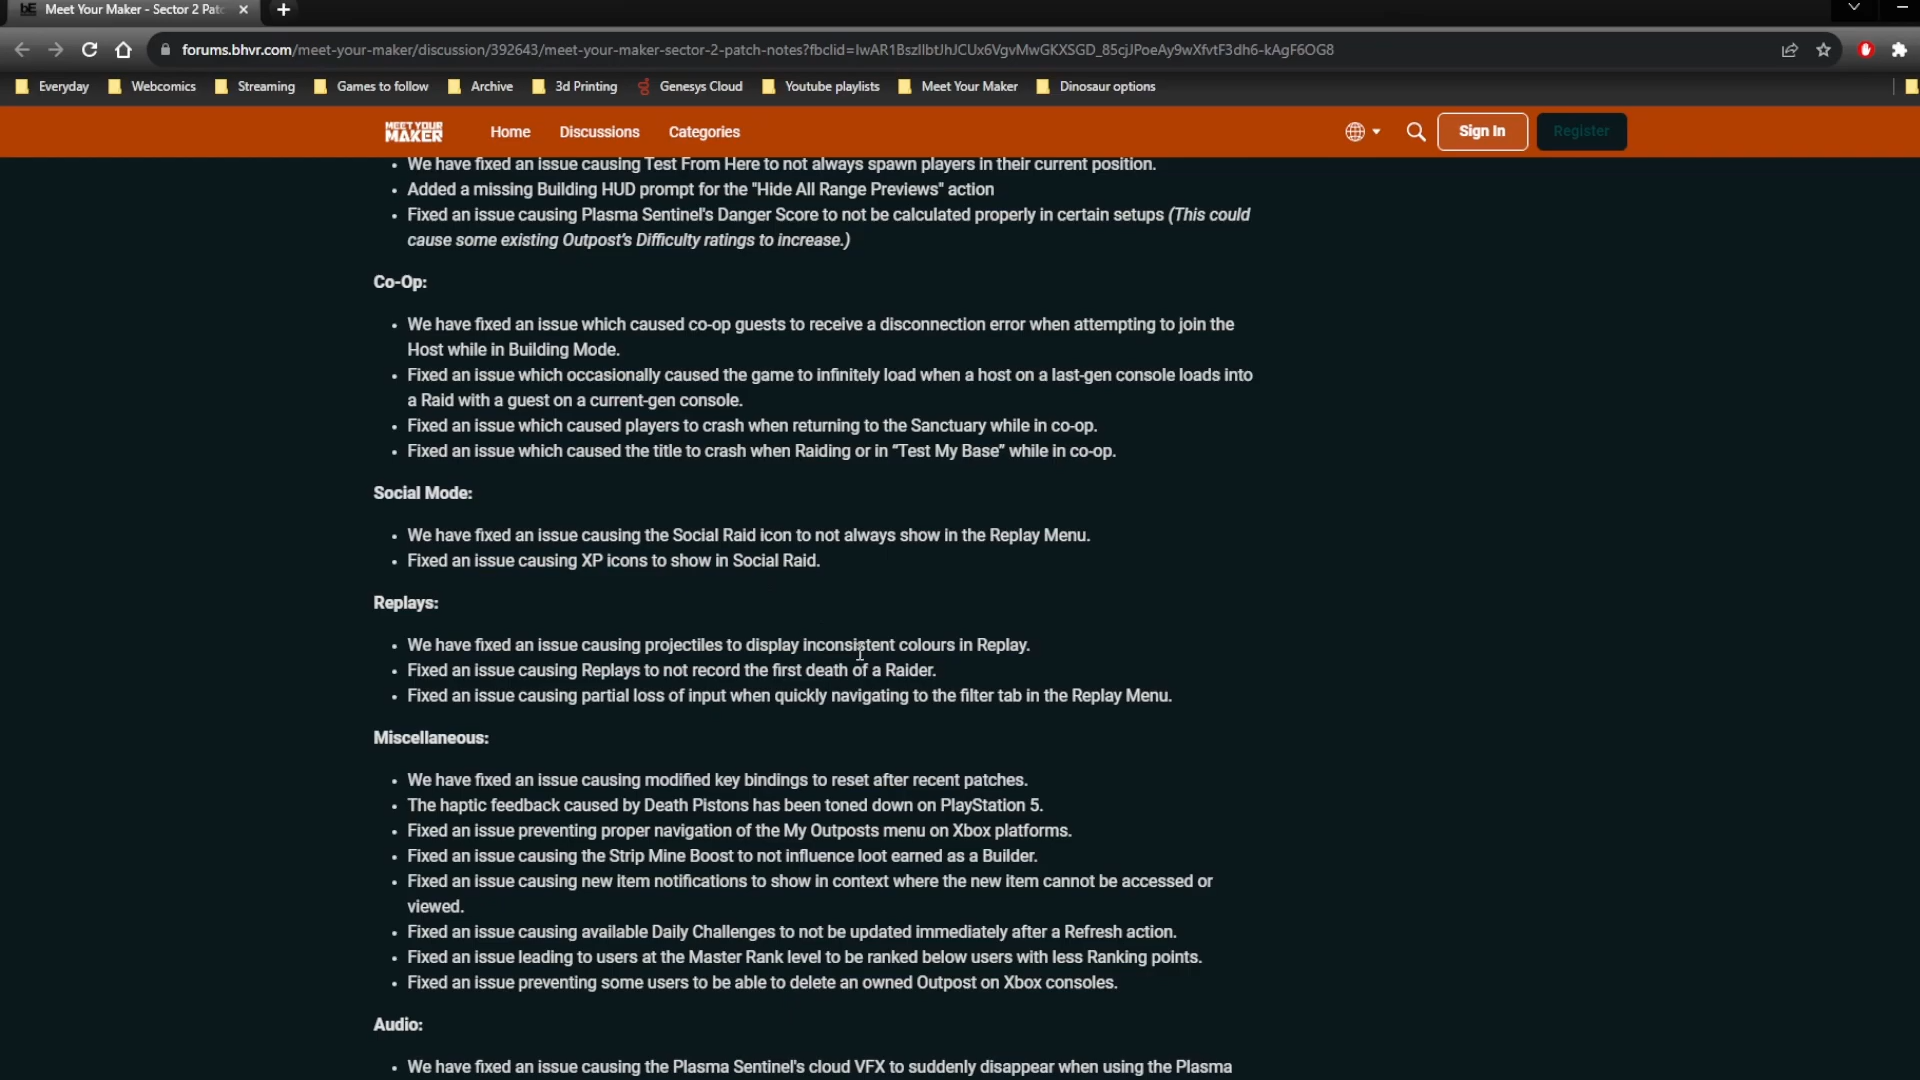 bE Meet Your Maker - Sector 2 Patc
forums.bhvr.com/meet-your-maker/discussion/392643/meet-your-maker-sector-2-patch-notes?fbclid=IwAR1BszlIbtJhJCUx6VgvMwGKXSGD_85cjJPoeAy9wXfvtF3dh6-kAgF6OG8
Everyday Webcomics Streaming Games to follow Archive 3d Printing Genesys Cloud Youtube playlists Meet Your Maker Dinosaur options
MEET YOUR MAKER Home Discussions Categories Sign In Register
• We have fixed an issue causing Test From Here to not always spawn players in their current position.
• Added a missing Building HUD prompt for the "Hide All Range Previews" action
• Fixed an issue causing Plasma Sentinel's Danger Score to not be calculated properly in certain setups (This could
cause some existing Outpost's Difficulty ratings to increase.)
Co-Op:
• We have fixed an issue which caused co-op guests to receive a disconnection error when attempting to join the
Host while in Building Mode.
• Fixed an issue which occasionally caused the game to infinitely load when a host on a last-gen console loads into
a Raid with a guest on a current-gen console.
• Fixed an issue which caused players to crash when returning to the Sanctuary while in co-op.
• Fixed an issue which caused the title to crash when Raiding or in “Test My Base” while in co-op.
Social Mode:
• We have fixed an issue causing the Social Raid icon to not always show in the Replay Menu.
• Fixed an issue causing XP icons to show in Social Raid.
Replays:
• We have fixed an issue causing projectiles to display inconsistent colours in Replay.
• Fixed an issue causing Replays to not record the first death of a Raider.
• Fixed an issue causing partial loss of input when quickly navigating to the filter tab in the Replay Menu.
Miscellaneous:
• We have fixed an issue causing modified key bindings to reset after recent patches.
• The haptic feedback caused by Death Pistons has been toned down on PlayStation 5.
• Fixed an issue preventing proper navigation of the My Outposts menu on Xbox platforms.
• Fixed an issue causing the Strip Mine Boost to not influence loot earned as a Builder.
• Fixed an issue causing new item notifications to show in context where the new item cannot be accessed or
viewed.
• Fixed an issue causing available Daily Challenges to not be updated immediately after a Refresh action.
• Fixed an issue leading to users at the Master Rank level to be ranked below users with less Ranking points.
• Fixed an issue preventing some users to be able to delete an owned Outpost on Xbox consoles.
Audio:
• We have fixed an issue causing the Plasma Sentinel's cloud VFX to suddenly disappear when using the Plasma